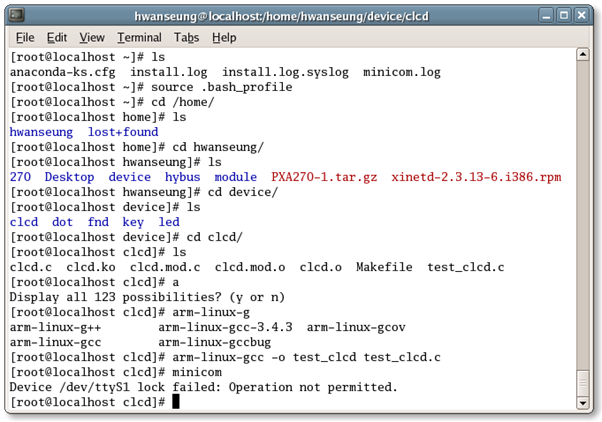 hwanseung@localhost:/home/hwanseung/device/clcd
File Edit View Terminal Tabs Help
[root@localhost ~]# ls
anaconda-ks.cfg  install.log  install.log.syslog  minicom.log
[root@localhost ~]# source .bash_profile
[root@localhost ~]# cd /home/
[root@localhost home]# ls
hwanseung  lost+found
[root@localhost home]# cd hwanseung/
[root@localhost hwanseung]# ls
270  Desktop  device  hybus  module  PXA270-1.tar.gz  xinetd-2.3.13-6.i386.rpm
[root@localhost hwanseung]# cd device/
[root@localhost device]# ls
clcd  dot  fnd  key  led
[root@localhost device]# cd clcd/
[root@localhost clcd]# ls
clcd.c  clcd.ko  clcd.mod.c  clcd.mod.o  clcd.o  Makefile  test_clcd.c
[root@localhost clcd]# a
Display all 123 possibilities? (y or n)
[root@localhost clcd]# arm-linux-g
arm-linux-g++        arm-linux-gcc-3.4.3  arm-linux-gcov
arm-linux-gcc        arm-linux-gccbug
[root@localhost clcd]# arm-linux-gcc -o test_clcd test_clcd.c
[root@localhost clcd]# minicom
Device /dev/ttyS1 lock failed: Operation not permitted.
[root@localhost clcd]#